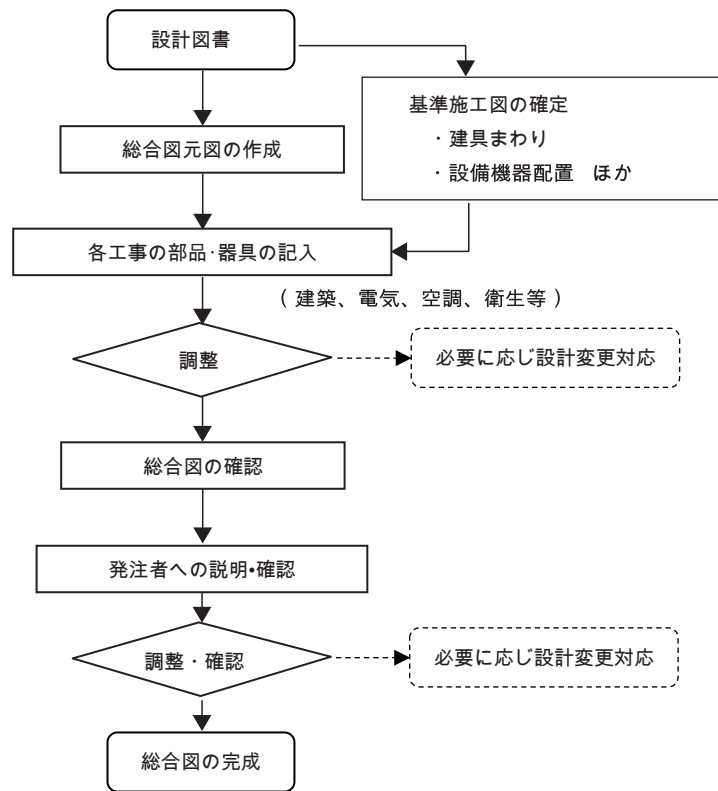 設計図書
基準施工図の確定
・建具まわり
・設備機器配置　ほか
総合図元図の作成
各工事の部品･器具の記入
( 建築、電気、空調、衛生等 )
調整
必要に応じ設計変更対応
総合図の確認
発注者への説明•確認
調整・確認
必要に応じ設計変更対応
総合図の完成